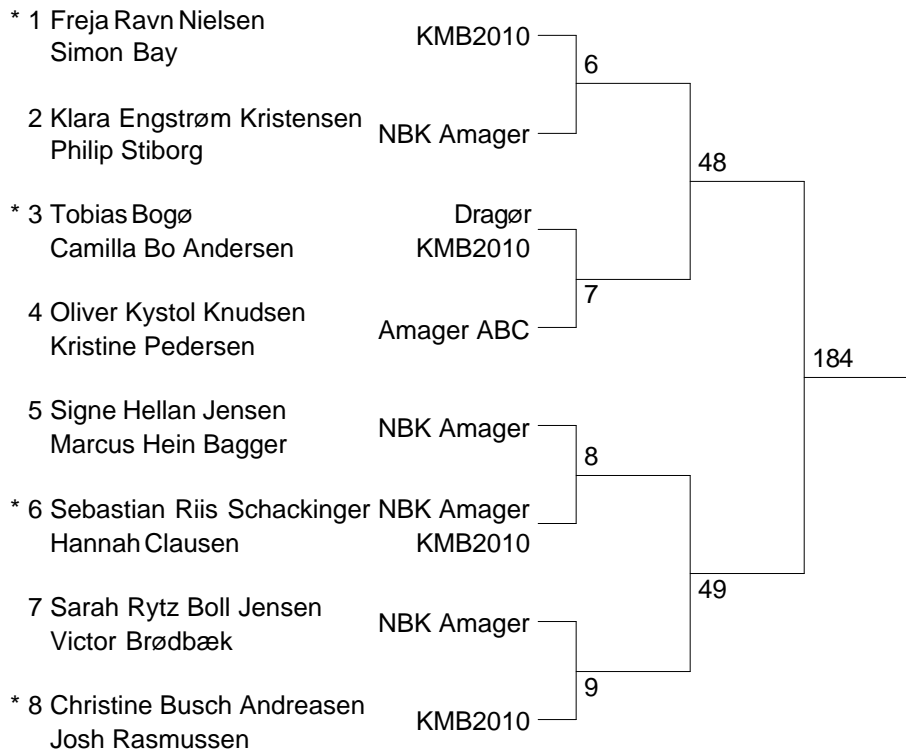 * 1 Freja Ravn Nielsen KMB2010
Simon Bay
6
2 Klara Engstrøm Kristensen NBK Amager
Philip Stiborg
48
* 3 Tobias Bogø Dragør
Camilla Bo Andersen KMB2010
7
4 Oliver Kystol Knudsen Amager ABC
Kristine Pedersen
184
5 Signe Hellan Jensen NBK Amager
Marcus Hein Bagger
8
* 6 Sebastian Riis Schackinger NBK Amager
Hannah Clausen KMB2010
49
7 Sarah Rytz Boll Jensen NBK Amager
Victor Brødbæk
9
* 8 Christine Busch Andreasen KMB2010
Josh Rasmussen